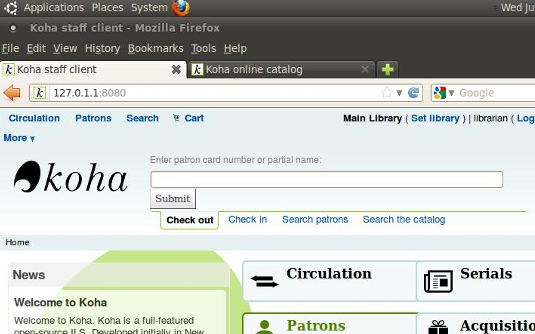 Applications Places System Wed Ju
Koha staff client - Mozilla Firefox
File Edit View History Bookmarks Tools Help
Koha staff client
Koha online catalog
127.0.1.1:8080
Google
Circulation Patrons Search Cart
Main Library ( Set library ) | librarian ( Log
More
koha
Enter patron card number or partial name:
Submit
Check out Check in Search patrons Search the catalog
Home
News
Welcome to Koha
Welcome to Koha. Koha is a full-featured
open-source ILS. Developed initially in New
Circulation
Serials
Patrons
Acquisitio